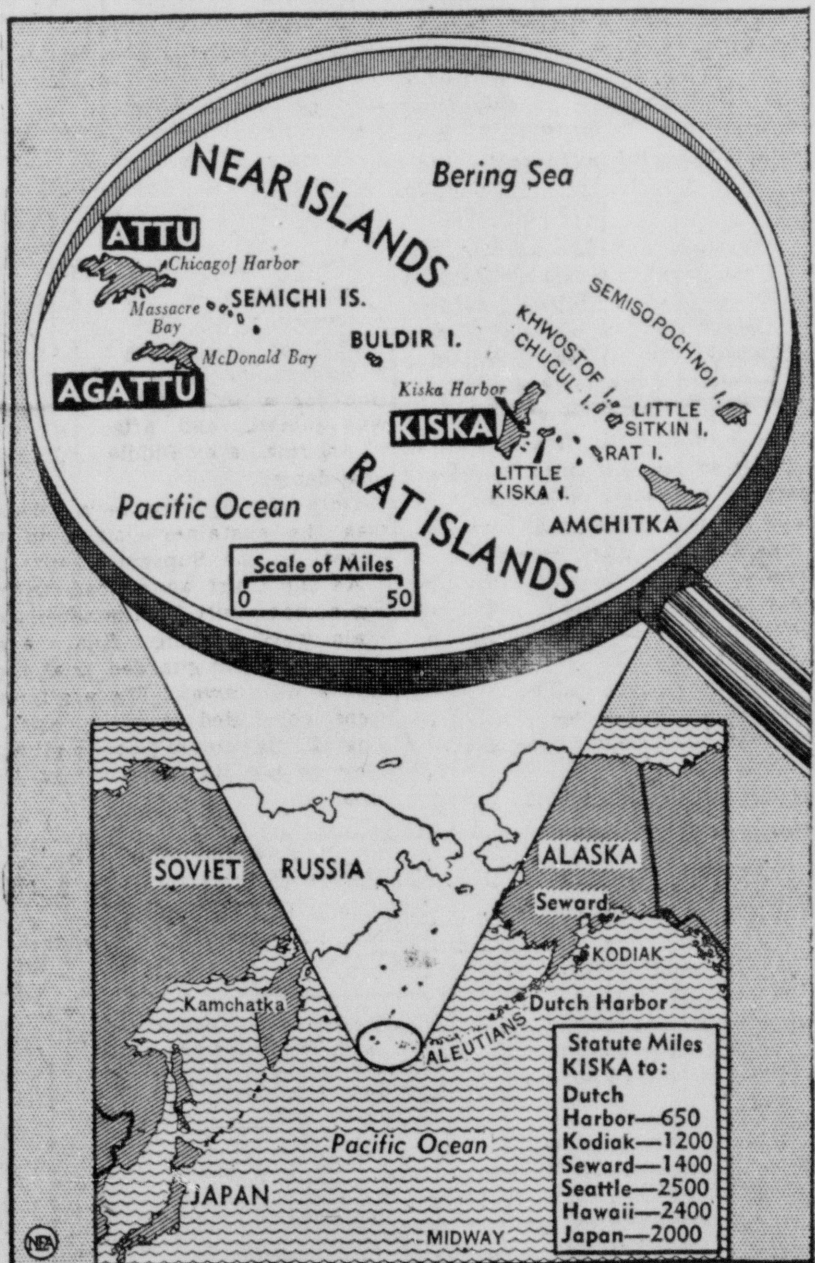 NEAR ISLANDS
Bering Sea
ATTU
Chicagof Harbor
Massacre
Bay
SEMICHI IS.
McDonald Bay
AGATTU
BULDIR I.
SEMISOPOCHNOI I.
KHWOSTOF I.
CHUGUL I.
LITTLE
SITKIN I.
Kiska Harbor
KISKA
RAT I.
LITTLE
KISKA I.
AMCHITKA
RAT ISLANDS
Pacific Ocean
Scale of Miles
0 50
SOVIET RUSSIA
ALASKA
Seward
KODIAK
Kamchatka
Dutch Harbor
ALEUTIANS
Statute Miles
KISKA to:
Dutch
Harbor—650
Kodiak—1200
Seward—1400
Seattle—2500
Hawaii—2400
Japan—2000
Pacific Ocean
JAPAN
MIDWAY
NEA